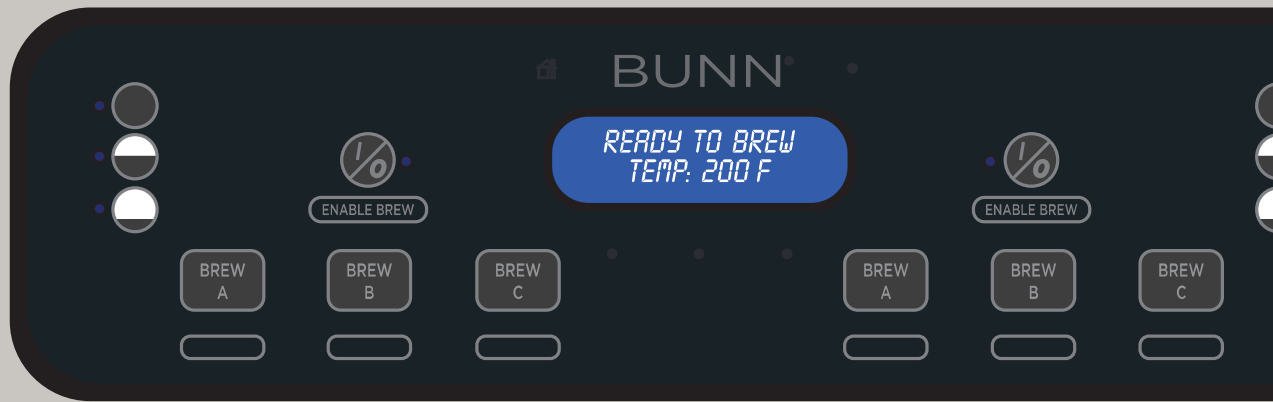 BUNN
READY TO BREW
TEMP: 200 F
I/O
I/O
ENABLE BREW
ENABLE BREW
BREW
A
BREW
B
BREW
C
BREW
A
BREW
B
BREW
C